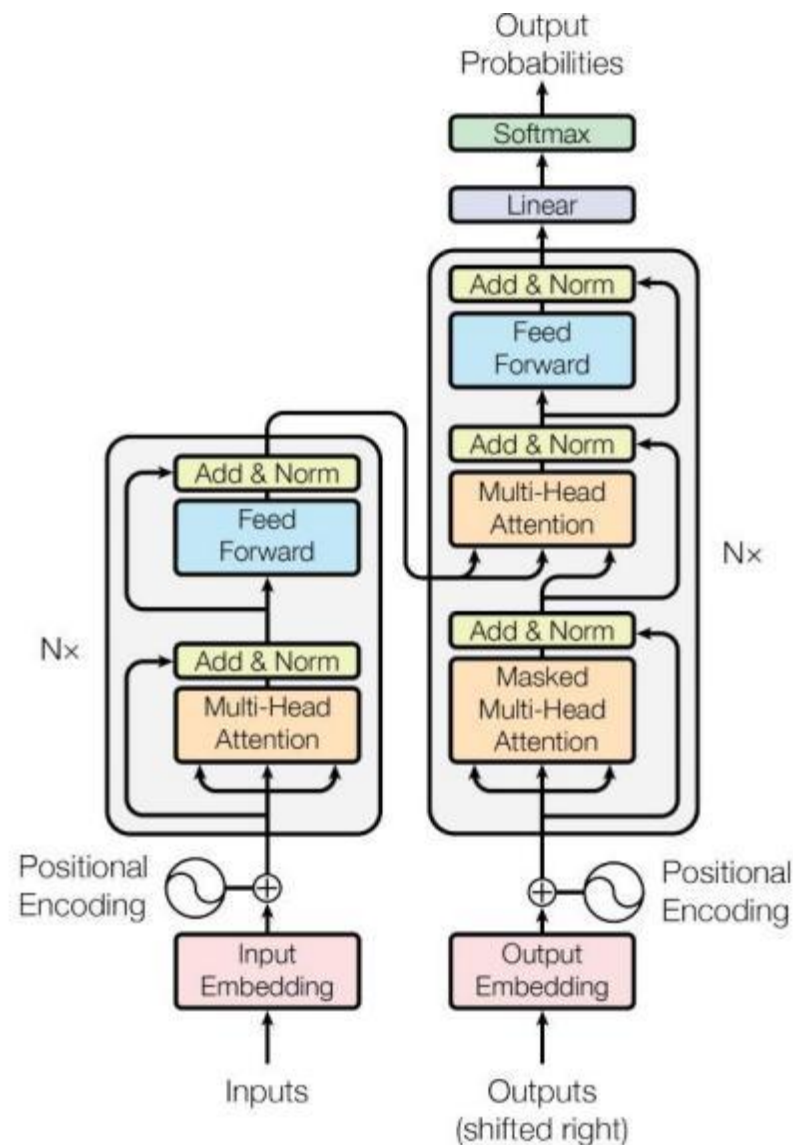 Output
Probabilities
Softmax
Linear
Add & Norm
Feed
Forward
Add & Norm
Multi-Head
Attention
Add & Norm
Masked
Multi-Head
Attention
Nx
Add & Norm
Feed
Forward
Add & Norm
Multi-Head
Attention
Nx
Positional
Encoding
Positional
Encoding
Input
Embedding
Output
Embedding
Inputs
Outputs
(shifted right)